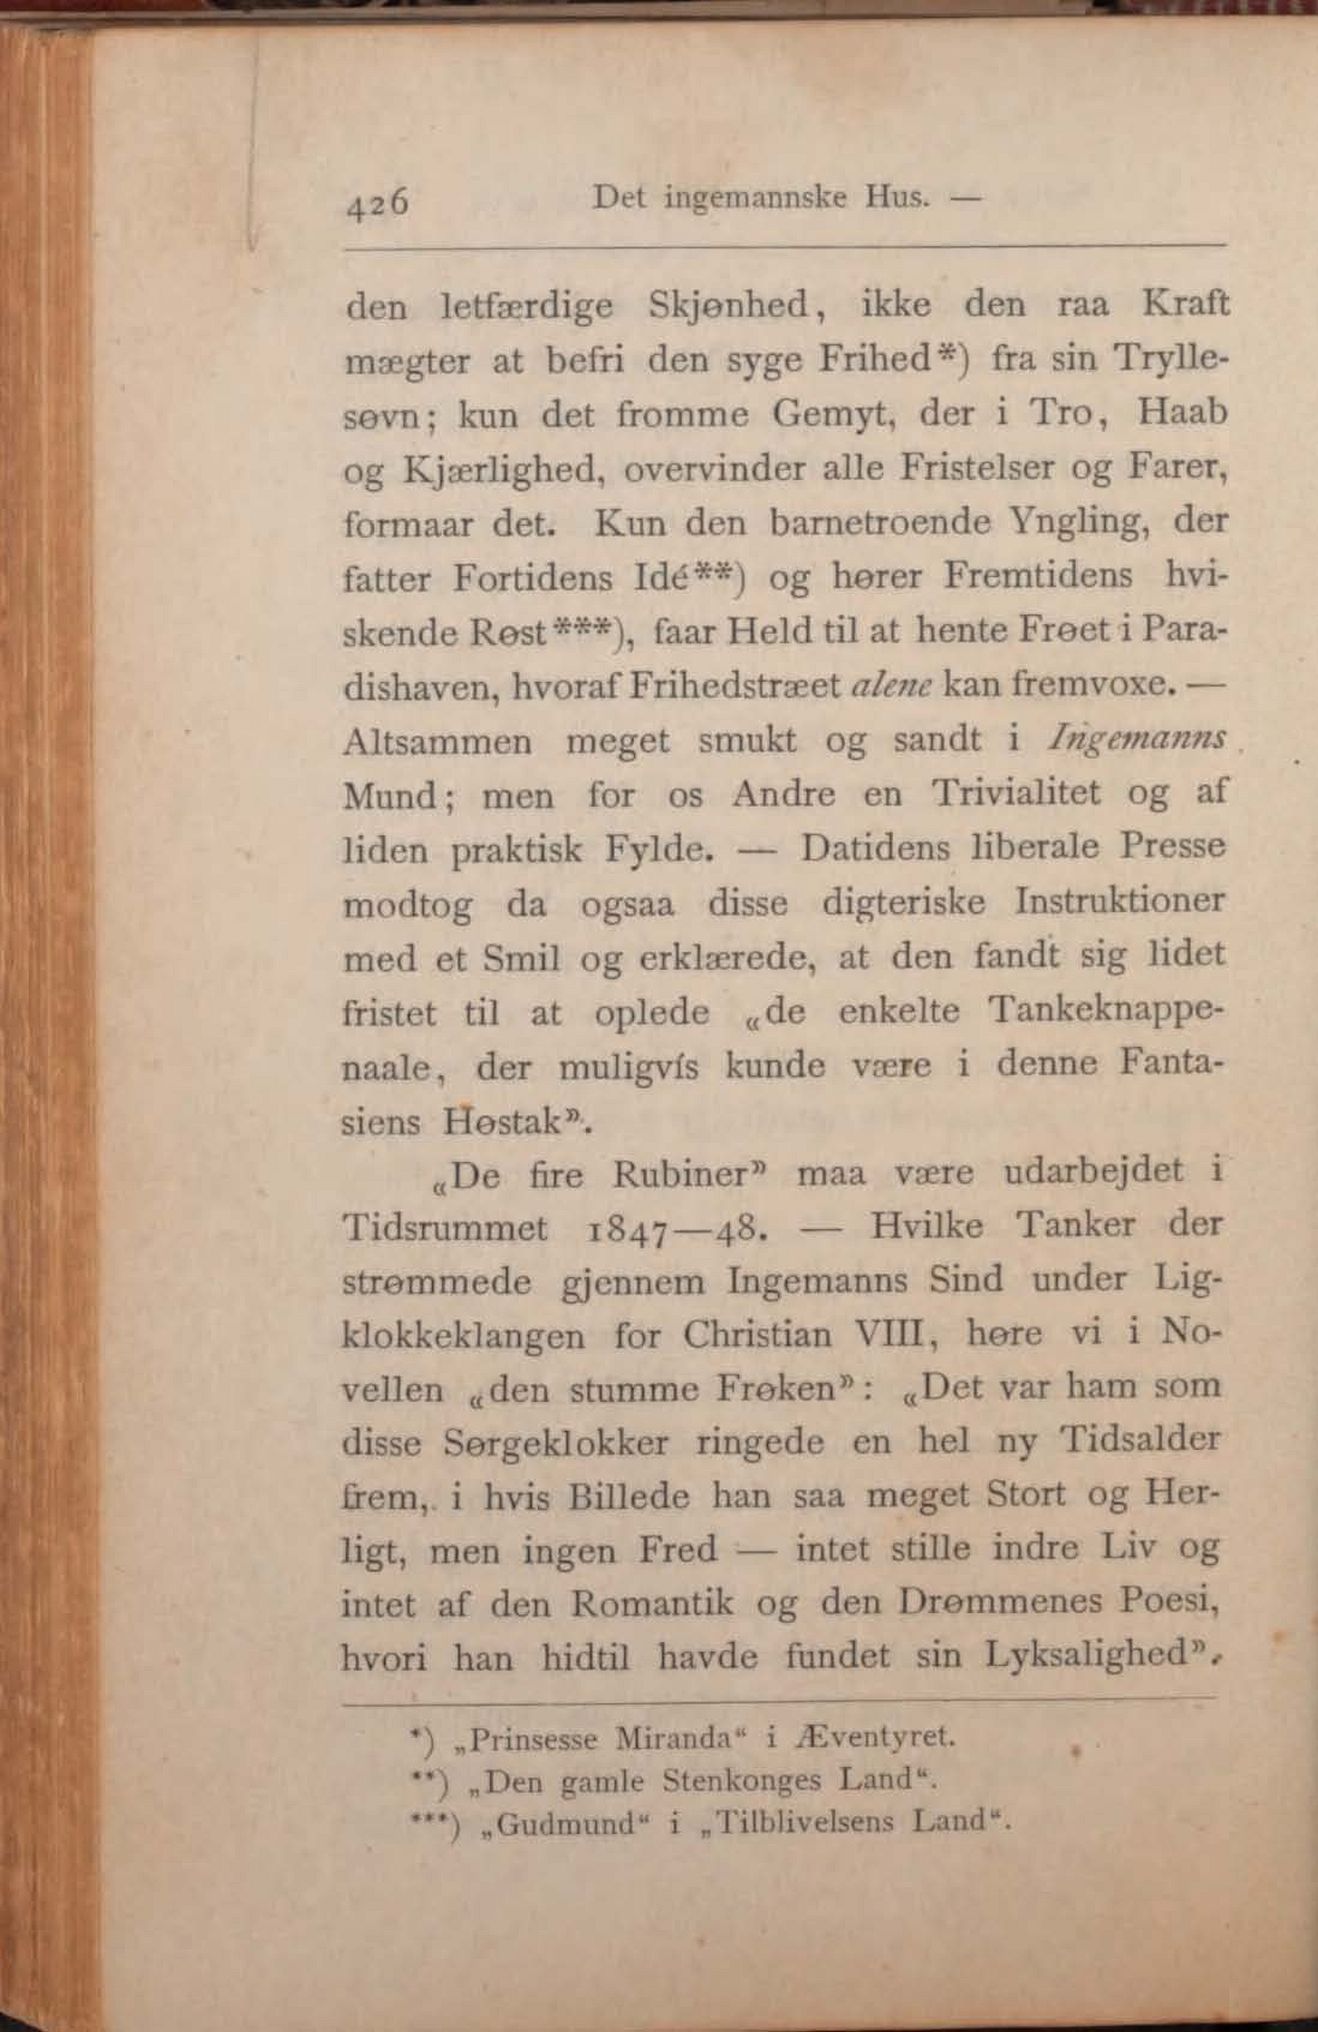 426
Det ingemannske Hus. —
den letfærdige Skjønhed, ikke den raa Kraft
mægter at befri den syge Frihed*) fra sin Trylle-
søvn; kun det fromme Gemyt, der i Tro, Haab
og Kjærlighed, overvinder alle Fristelser og Farer,
formaar det. Kun den barnetroende Yngling, der
fatter Fortidens Idé**) og hører Fremtidens hvi-
skende Røst***), faar Held til at hente Frøet i Para-
dishaven, hvoraf Frihedstræet alene kan fremvoxe. —
Altsammen meget smukt og sandt i Ingemanns
Mund; men for os Andre en Trivialitet og af
liden praktisk Fylde. — Datidens liberale Presse
modtog da ogsaa disse digteriske Instruktioner
med et Smil og erklærede, at den fandt sig lidet
fristet til at oplede «de enkelte Tankeknappe-
naale, der muligvis kunde være i denne Fanta-
siens Høstak».
«De fire Rubiner» maa være udarbejdet i
Tidsrummet 1847—48. — Hvilke Tanker der
strømmede gjennem Ingemanns Sind under Lig-
klokkeklangen for Christian VIII, høre vi i No-
vellen «den stumme Frøken»: «Det var ham som
disse Sørgeklokker ringede en hel ny Tidsalder
frem, i hvis Billede han saa meget Stort og Her-
ligt, men ingen Fred — intet stille indre Liv og
intet af den Romantik og den Drømmenes Poesi,
hvori han hidtil havde fundet sin Lyksalighed».
*) „Prinsesse Miranda“ i Æventyret.
**) „Den gamle Stenkonges Land“.
***) „Gudmund“ i „Tilblivelsens Land“.